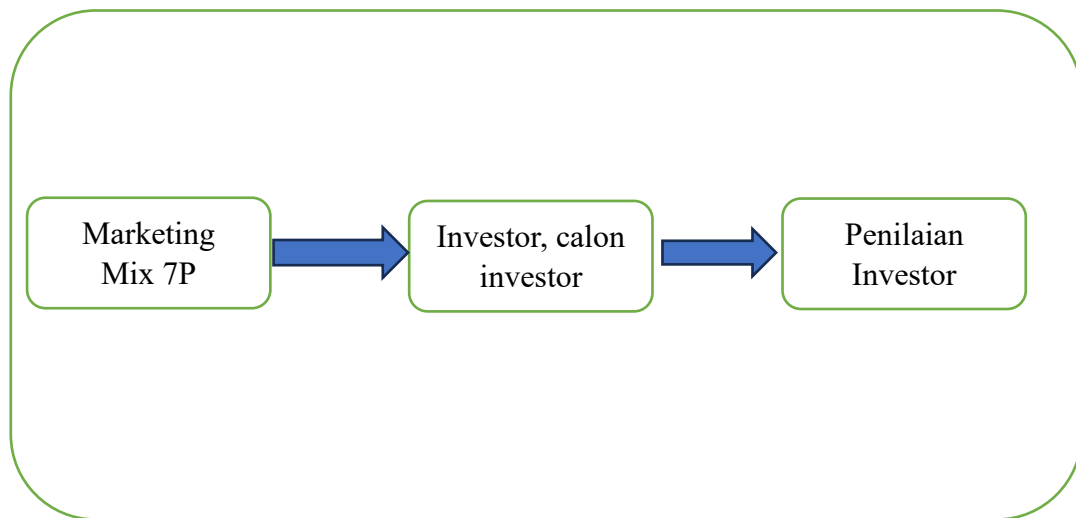 Marketing
Mix 7P
Investor, calon
investor
Penilaian
Investor